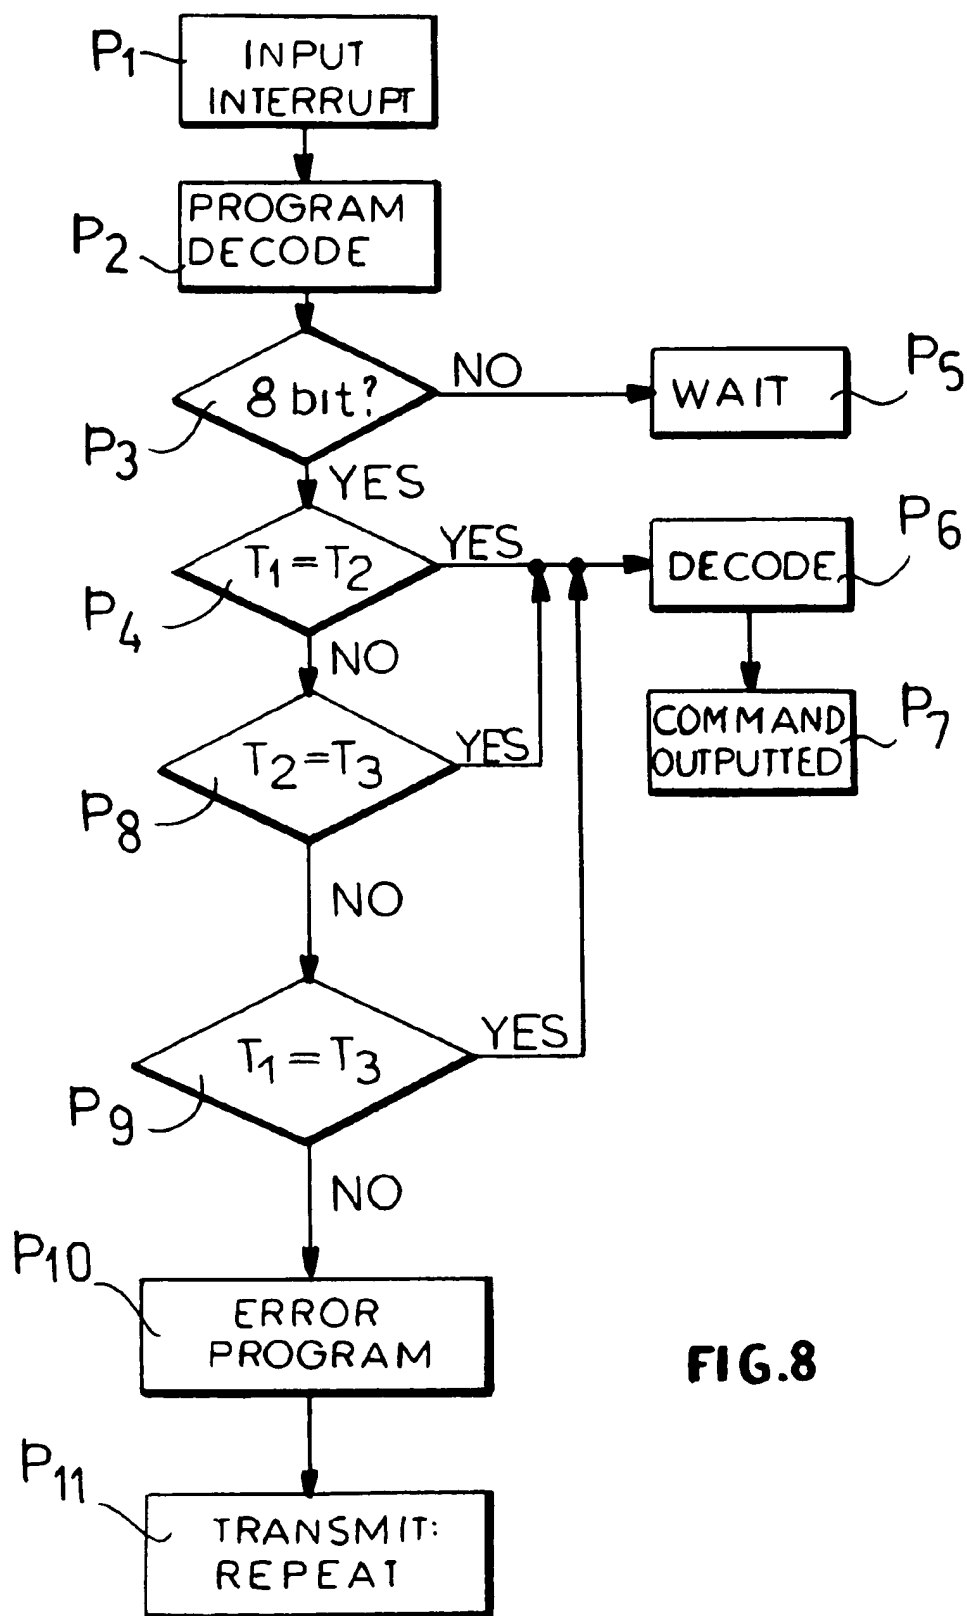 P1
INPUT
INTERRUPT
P2
PROGRAM
DECODE
P3
8 bit?
NO
WAIT
P5
YES
P4
T1 = T2
YES
DECODE
P6
NO
COMMAND
OUTPUTTED
P7
P8
T2 = T3
YES
NO
P9
T1 = T3
YES
NO
P10
ERROR
PROGRAM
FIG.8
P11
TRANSMIT:
REPEAT